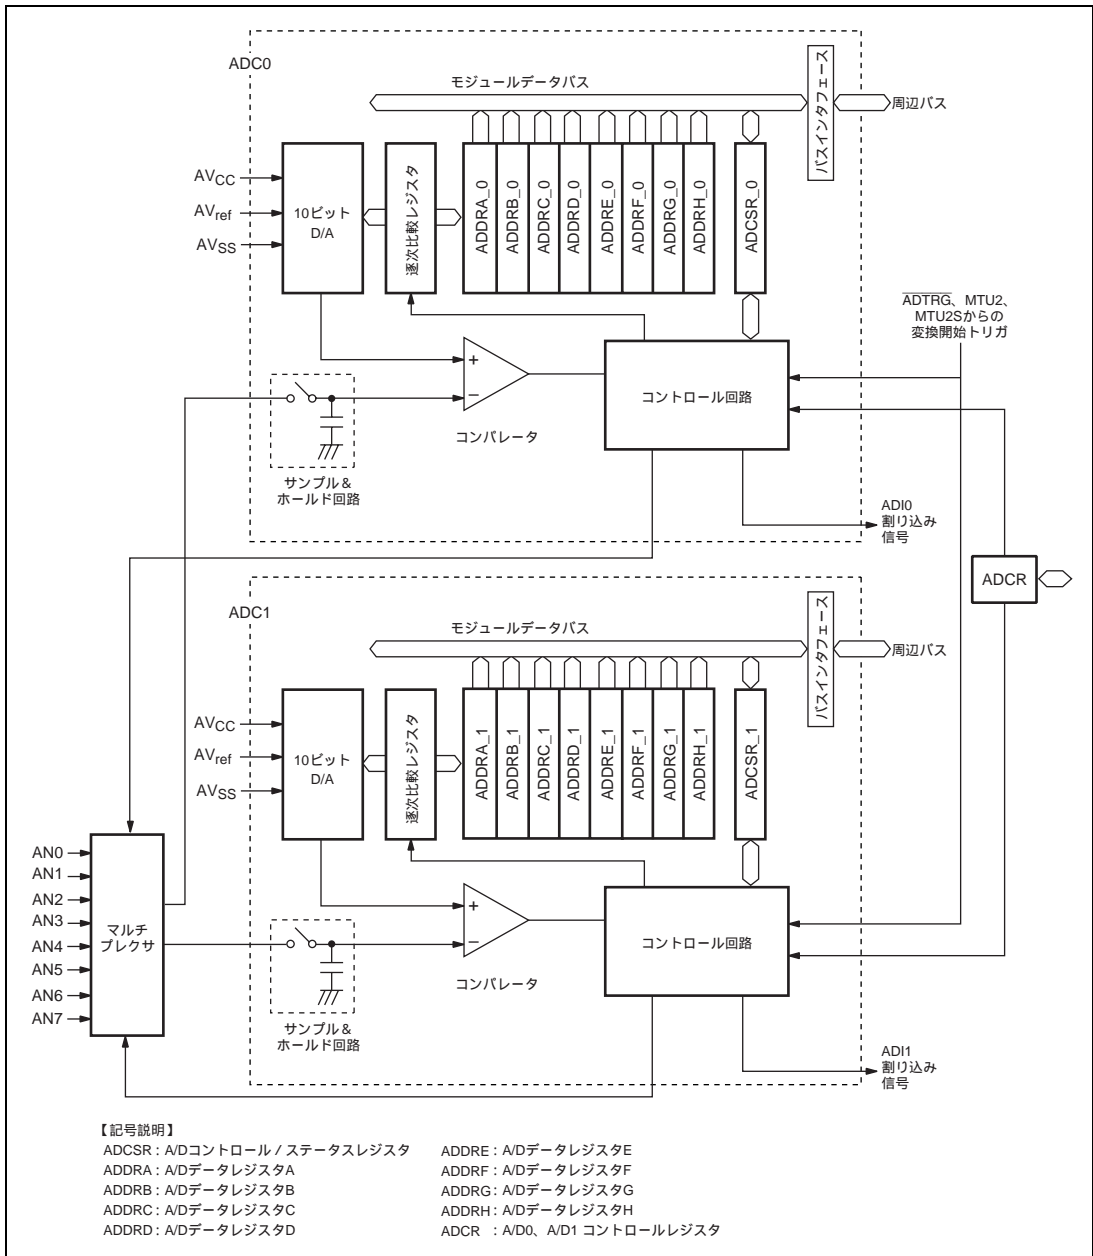 ADC0
モジュールデータバス
バスインタフェース
周辺バス
AVCC
AVref
AVSS
10ビット
D/A
逐次比較レジスタ
ADDRA_0
ADDRB_0
ADDRC_0
ADDRD_0
ADDRE_0
ADDRF_0
ADDRG_0
ADDRH_0
ADCSR_0
ADTRG、MTU2、
MTU2Sからの
変換開始トリガ
+
−
コンパレータ
コントロール回路
サンプル&
ホールド回路
ADI0
割り込み
信号
ADCR
ADC1
モジュールデータバス
バスインタフェース
周辺バス
AVCC
AVref
AVSS
10ビット
D/A
逐次比較レジスタ
ADDRA_1
ADDRB_1
ADDRC_1
ADDRD_1
ADDRE_1
ADDRF_1
ADDRG_1
ADDRH_1
ADCSR_1
+
−
コンパレータ
コントロール回路
サンプル&
ホールド回路
ADI1
割り込み
信号
AN0
AN1
AN2
AN3
AN4
AN5
AN6
AN7
マルチ
プレクサ
【記号説明】
ADCSR : A/Dコントロール / ステータスレジスタ
ADDRA : A/DデータレジスタA
ADDRB : A/DデータレジスタB
ADDRC : A/DデータレジスタC
ADDRD : A/DデータレジスタD
ADDRE : A/DデータレジスタE
ADDRF : A/DデータレジスタF
ADDRG : A/DデータレジスタG
ADDRH : A/DデータレジスタH
ADCR : A/D0、A/D1 コントロールレジスタ